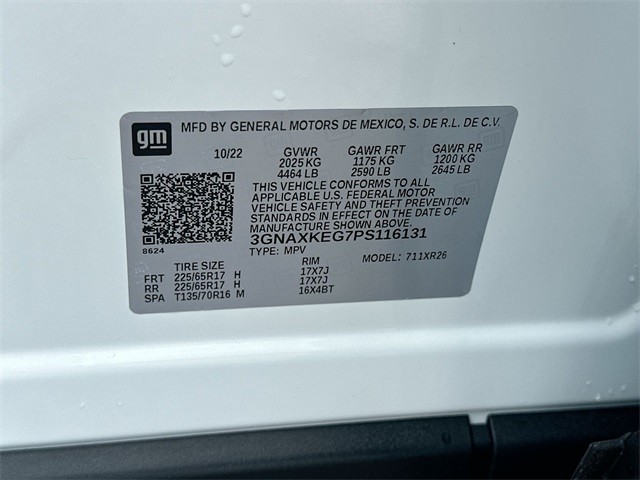 gm MFD BY GENERAL MOTORS DE MEXICO, S. DE R.L. DE C.V.
10/22 GVWR GAWR FRT GAWR RR
2025 KG 1175 KG 1200 KG
4464 LB 2590 LB 2645 LB
THIS VEHICLE CONFORMS TO ALL
APPLICABLE U.S. FEDERAL MOTOR
VEHICLE SAFETY AND THEFT PREVENTION
STANDARDS IN EFFECT ON THE DATE OF
MANUFACTURE SHOWN ABOVE.
3GNAXKEG7PS116131
8624 TYPE: MPV MODEL: 711XR26
TIRE SIZE RIM
FRT 225/65R17 H 17X7J
RR 225/65R17 H 17X7J
SPA T135/70R16 M 16X4BT